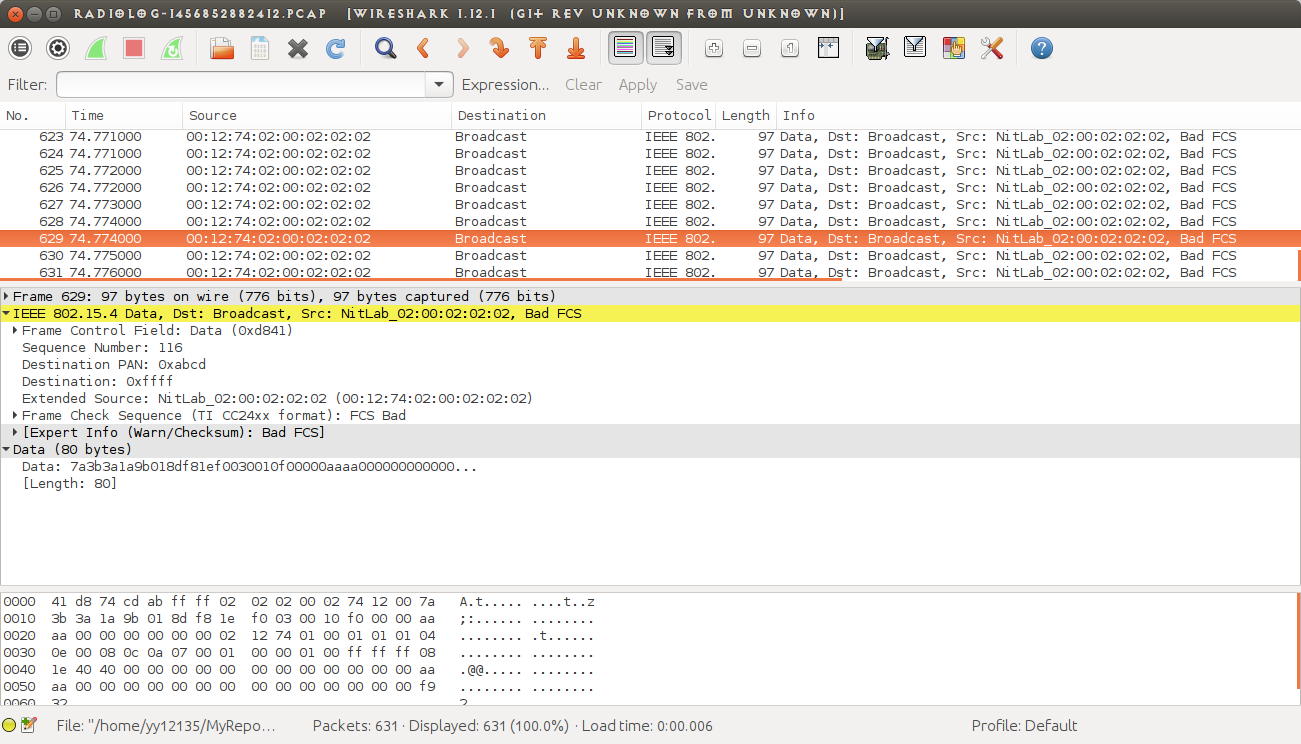 radiolog-1456852882412.pcap [Wireshark 1.12.1 (Git Rev Unknown from unknown)]
Filter: Expression... Clear Apply Save
No. Time Source Destination Protocol Length Info
623 74.771000 00:12:74:02:00:02:02:02 Broadcast IEEE 802. 97 Data, Dst: Broadcast, Src: NitLab_02:00:02:02:02, Bad FCS
624 74.771000 00:12:74:02:00:02:02:02 Broadcast IEEE 802. 97 Data, Dst: Broadcast, Src: NitLab_02:00:02:02:02, Bad FCS
625 74.772000 00:12:74:02:00:02:02:02 Broadcast IEEE 802. 97 Data, Dst: Broadcast, Src: NitLab_02:00:02:02:02, Bad FCS
626 74.772000 00:12:74:02:00:02:02:02 Broadcast IEEE 802. 97 Data, Dst: Broadcast, Src: NitLab_02:00:02:02:02, Bad FCS
627 74.773000 00:12:74:02:00:02:02:02 Broadcast IEEE 802. 97 Data, Dst: Broadcast, Src: NitLab_02:00:02:02:02, Bad FCS
628 74.774000 00:12:74:02:00:02:02:02 Broadcast IEEE 802. 97 Data, Dst: Broadcast, Src: NitLab_02:00:02:02:02, Bad FCS
629 74.774000 00:12:74:02:00:02:02:02 Broadcast IEEE 802. 97 Data, Dst: Broadcast, Src: NitLab_02:00:02:02:02, Bad FCS
630 74.775000 00:12:74:02:00:02:02:02 Broadcast IEEE 802. 97 Data, Dst: Broadcast, Src: NitLab_02:00:02:02:02, Bad FCS
631 74.776000 00:12:74:02:00:02:02:02 Broadcast IEEE 802. 97 Data, Dst: Broadcast, Src: NitLab_02:00:02:02:02, Bad FCS
Frame 629: 97 bytes on wire (776 bits), 97 bytes captured (776 bits)
IEEE 802.15.4 Data, Dst: Broadcast, Src: NitLab_02:00:02:02:02, Bad FCS
Frame Control Field: Data (0xd841)
Sequence Number: 116
Destination PAN: 0xabcd
Destination: 0xffff
Extended Source: NitLab_02:00:02:02:02 (00:12:74:02:00:02:02:02)
Frame Check Sequence (TI CC24xx format): FCS Bad
[Expert Info (Warn/Checksum): Bad FCS]
Data (80 bytes)
Data: 7a3b3a1a9b018df81ef0030010f00000aaaa000000000000...
[Length: 80]
0000 41 d8 74 cd ab ff ff 02 02 02 00 02 74 12 00 7a A.t..... ....t..z
0010 3b 3a 1a 9b 01 8d f8 1e f0 03 00 10 f0 00 00 aa ;:...... ........
0020 aa 00 00 00 00 00 00 02 12 74 01 00 01 01 01 04 ........ .t......
0030 0e 00 08 0c 0a 07 00 01 00 00 01 00 ff ff ff 08 ........ ........
0040 1e 40 40 00 00 00 00 00 00 00 00 00 00 00 00 aa .@@..... ........
0050 aa 00 00 00 00 00 00 00 00 00 00 00 00 00 00 f9 ........ ........
0060 32 2
File: "/home/yy12135/MyRepo... Packets: 631 · Displayed: 631 (100.0%) · Load time: 0:00.006 Profile: Default